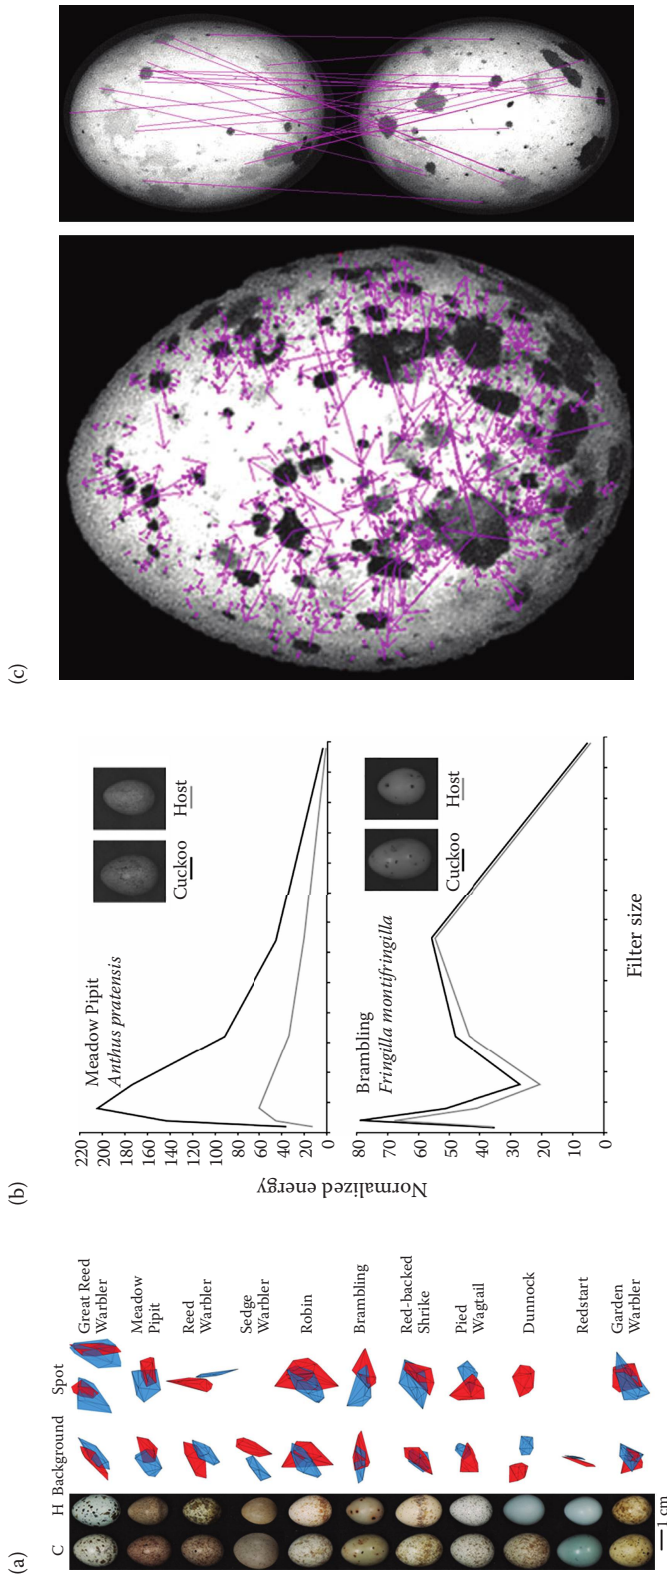 (a)
C
H
Background
Spot
Great Reed
Warbler
Meadow
Pipit
Reed
Warbler
Sedge
Warbler
Robin
Brambling
Red-backed
Shrike
Pied
Wagtail
Dunnock
Redstart
Garden
Warbler
1 cm
(b)
Normalized energy
220
200
180
160
140
120
100
80
60
40
20
0
Meadow Pipit
Anthus pratensis
Cuckoo
Host
80
70
60
50
40
30
20
10
0
Brambling
Fringilla montifringilla
Cuckoo
Host
Filter size
(c)